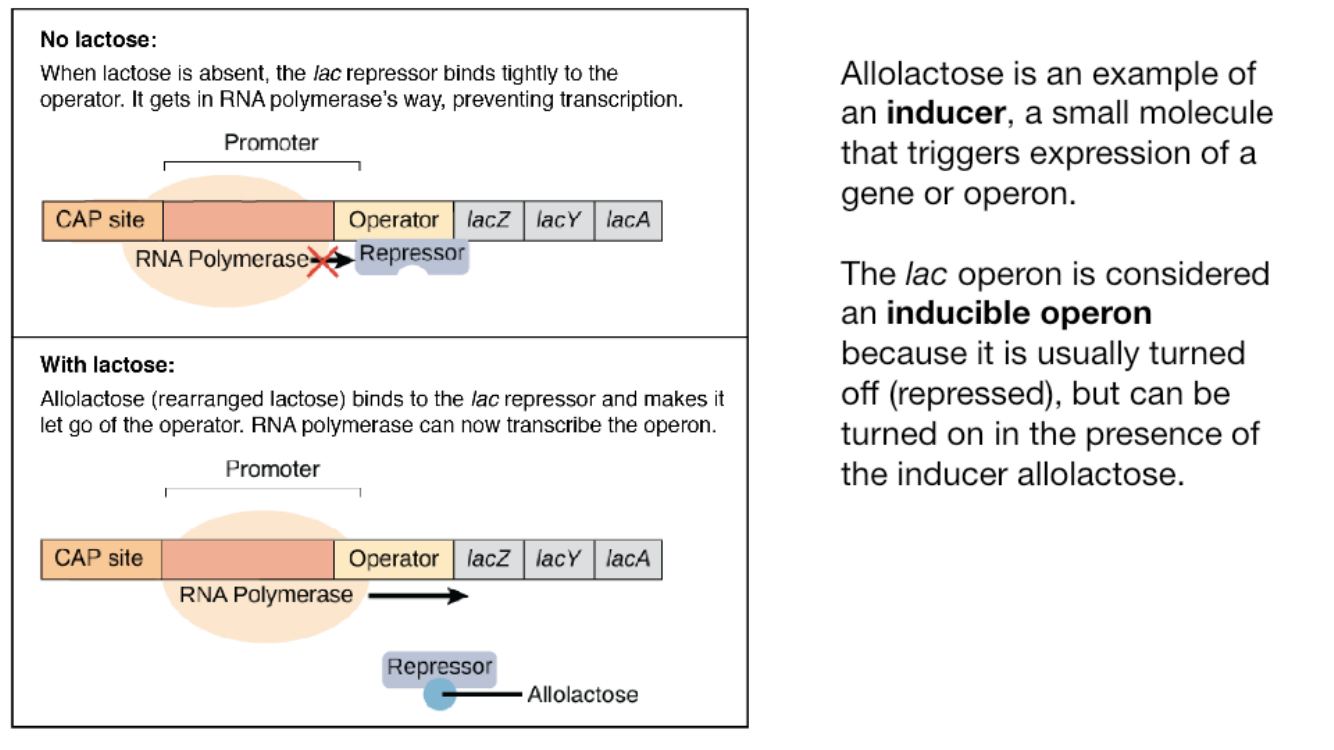 No lactose:
When lactose is absent, the lac repressor binds tightly to the
operator. It gets in RNA polymerase's way, preventing transcription.
Promoter
CAP site Operator lacZ lacY lacA
RNA Polymerase Repressor
With lactose:
Allolactose (rearranged lactose) binds to the lac repressor and makes it
let go of the operator. RNA polymerase can now transcribe the operon.
Promoter
CAP site Operator lacZ lacY lacA
RNA Polymerase
Repressor
Allolactose
Allolactose is an example of
an inducer, a small molecule
that triggers expression of a
gene or operon.
The lac operon is considered
an inducible operon
because it is usually turned
off (repressed), but can be
turned on in the presence of
the inducer allolactose.